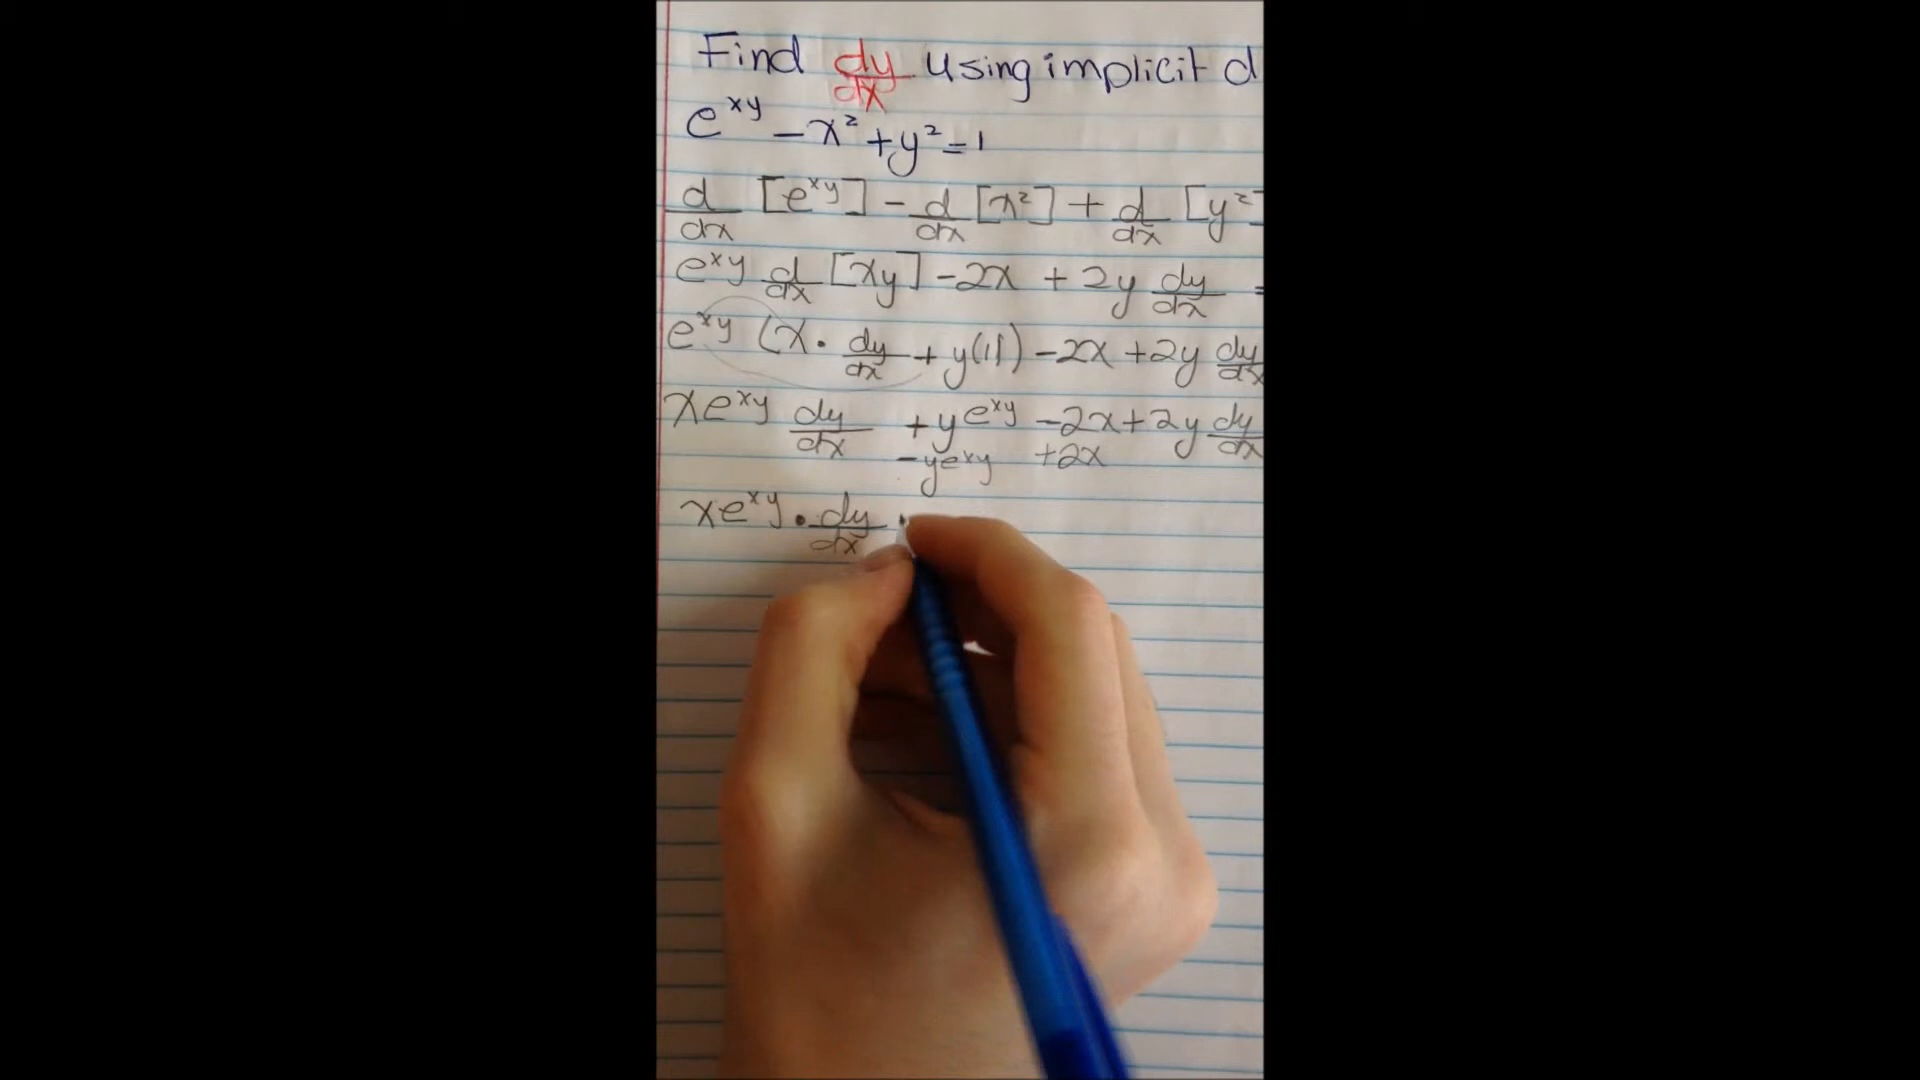 Find dy/dx using implicit d
e^xy - x² + y² = 1
d/dx [e^xy] - d/dx [x²] + d/dx [y²]
e^xy d/dx [xy] - 2x + 2y dy/dx =
e^xy (x · dy/dx + y(1)) - 2x + 2y dy/dx
xe^xy dy/dx + ye^xy - 2x + 2y dy/dx
- ye^xy + 2x
xe^xy · dy/dx